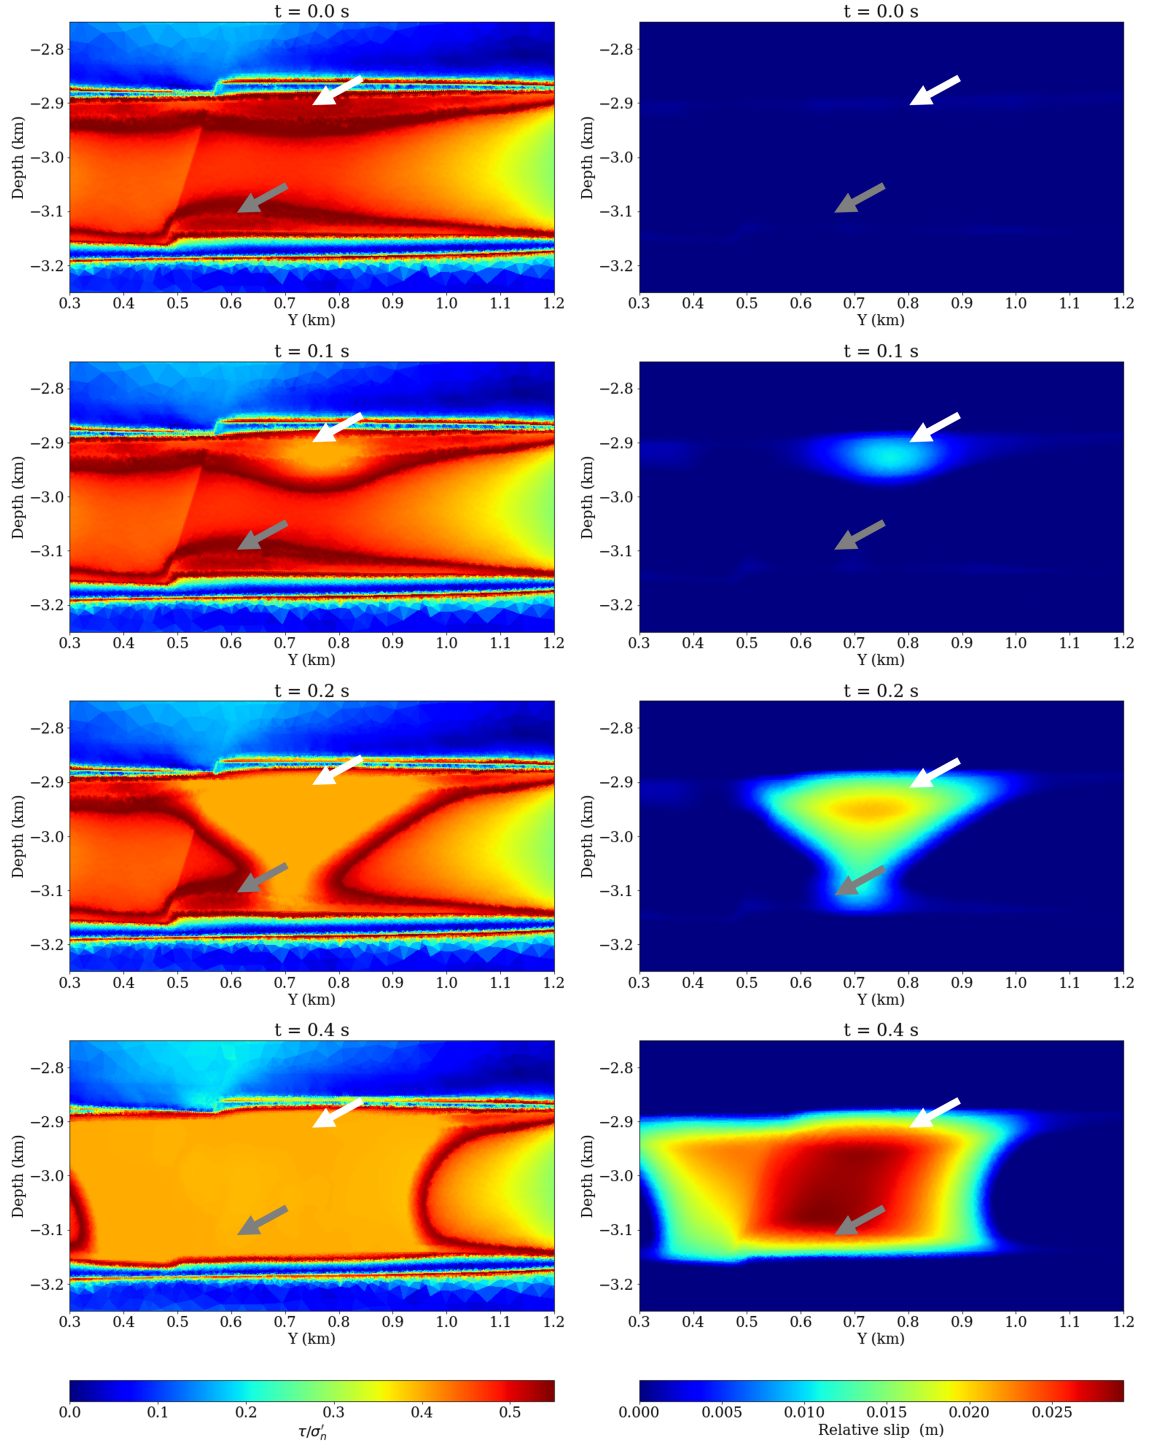 t = 0.0 s
t = 0.0 s
Depth (km)
−2.8
−2.9
−3.0
−3.1
−3.2
0.3 0.4 0.5 0.6 0.7 0.8 0.9 1.0 1.1 1.2
Y (km)
Depth (km)
−2.8
−2.9
−3.0
−3.1
−3.2
0.3 0.4 0.5 0.6 0.7 0.8 0.9 1.0 1.1 1.2
Y (km)
t = 0.1 s
t = 0.1 s
Depth (km)
−2.8
−2.9
−3.0
−3.1
−3.2
0.3 0.4 0.5 0.6 0.7 0.8 0.9 1.0 1.1 1.2
Y (km)
Depth (km)
−2.8
−2.9
−3.0
−3.1
−3.2
0.3 0.4 0.5 0.6 0.7 0.8 0.9 1.0 1.1 1.2
Y (km)
t = 0.2 s
t = 0.2 s
Depth (km)
−2.8
−2.9
−3.0
−3.1
−3.2
0.3 0.4 0.5 0.6 0.7 0.8 0.9 1.0 1.1 1.2
Y (km)
Depth (km)
−2.8
−2.9
−3.0
−3.1
−3.2
0.3 0.4 0.5 0.6 0.7 0.8 0.9 1.0 1.1 1.2
Y (km)
t = 0.4 s
t = 0.4 s
Depth (km)
−2.8
−2.9
−3.0
−3.1
−3.2
0.3 0.4 0.5 0.6 0.7 0.8 0.9 1.0 1.1 1.2
Y (km)
Depth (km)
−2.8
−2.9
−3.0
−3.1
−3.2
0.3 0.4 0.5 0.6 0.7 0.8 0.9 1.0 1.1 1.2
Y (km)
0.0 0.1 0.2 0.3 0.4 0.5
τ/σ′ₙ
0.000 0.005 0.010 0.015 0.020 0.025
Relative slip (m)